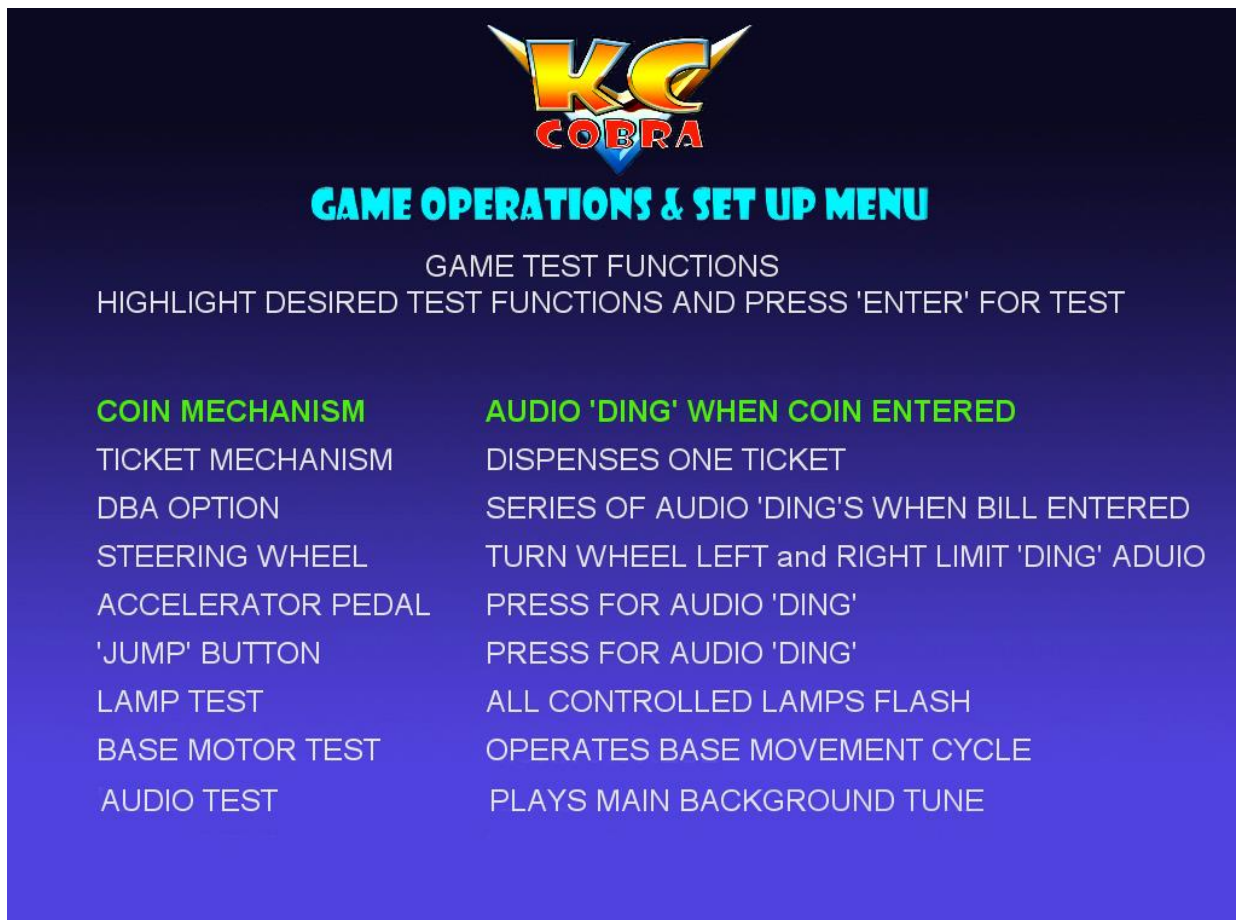 KC
COBRA
GAME OPERATIONS & SET UP MENU
GAME TEST FUNCTIONS
HIGHLIGHT DESIRED TEST FUNCTIONS AND PRESS 'ENTER' FOR TEST
COIN MECHANISM AUDIO 'DING' WHEN COIN ENTERED
TICKET MECHANISM DISPENSES ONE TICKET
DBA OPTION SERIES OF AUDIO 'DING'S WHEN BILL ENTERED
STEERING WHEEL TURN WHEEL LEFT and RIGHT LIMIT 'DING' ADUIO
ACCELERATOR PEDAL PRESS FOR AUDIO 'DING'
'JUMP' BUTTON PRESS FOR AUDIO 'DING'
LAMP TEST ALL CONTROLLED LAMPS FLASH
BASE MOTOR TEST OPERATES BASE MOVEMENT CYCLE
AUDIO TEST PLAYS MAIN BACKGROUND TUNE